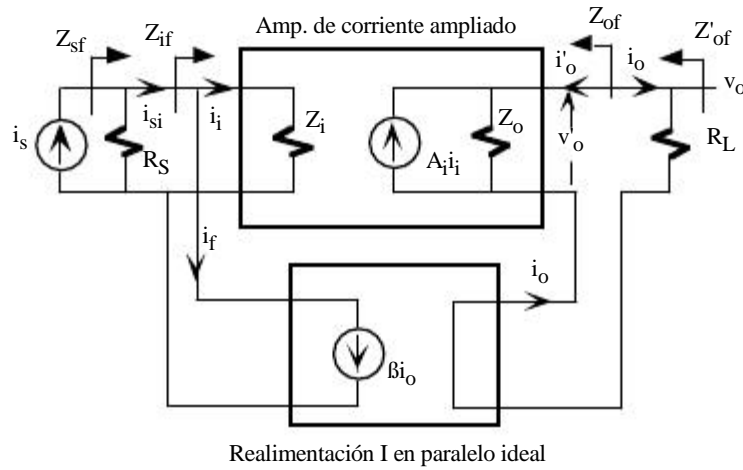 Amp. de corriente ampliado
Zsf
Zif
Zof
Z'of
i'o
io
vo
isi
ii
is
RS
Zi
Aiii
Zo
v'o
RL
if
io
ßio
Realimentación I en paralelo ideal